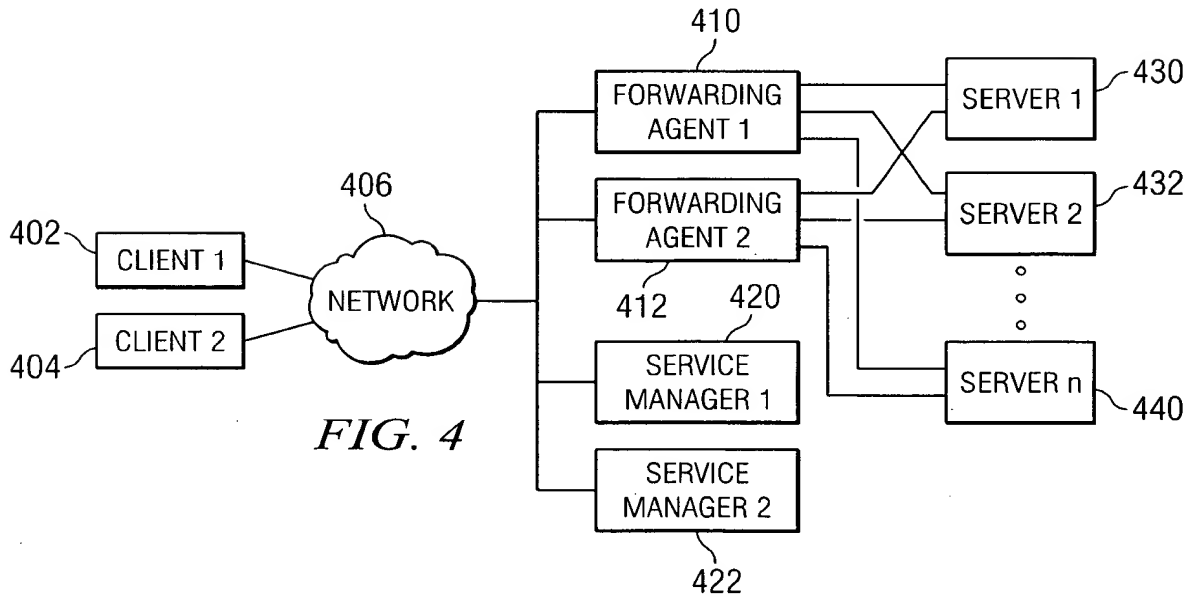 410
FORWARDING
AGENT 1
SERVER 1
430
406
FORWARDING
AGENT 2
SERVER 2
432
402
CLIENT 1
NETWORK
412
420
404
CLIENT 2
SERVICE
MANAGER 1
SERVER n
440
FIG. 4
SERVICE
MANAGER 2
422